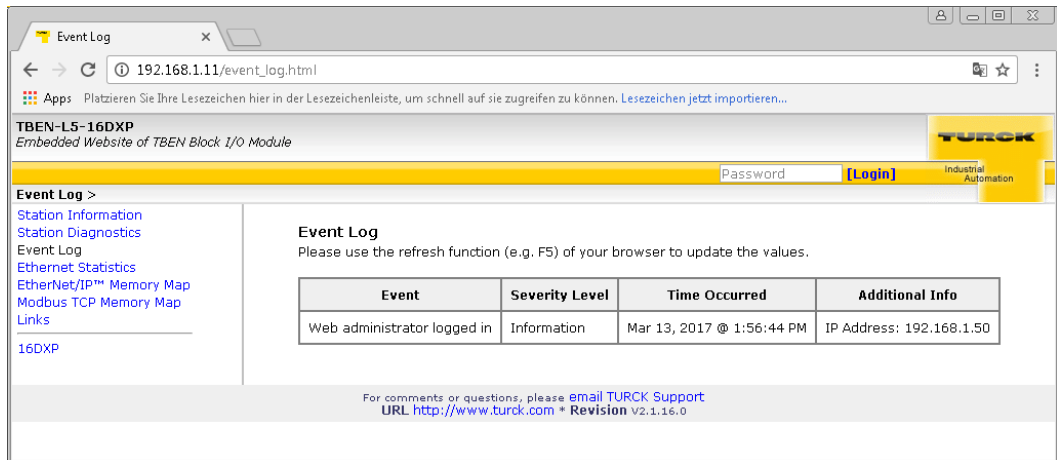 Event Log
192.168.1.11/event_log.html
Apps Platzieren Sie Ihre Lesezeichen hier in der Lesezeichenleiste, um schnell auf sie zugreifen zu können. Lesezeichen jetzt importieren...
TBEN-L5-16DXP
Embedded Website of TBEN Block I/O Module
TURCK
Industrial
Automation
Password [Login]
Event Log >
Station Information
Station Diagnostics
Event Log
Ethernet Statistics
EtherNet/IP™ Memory Map
Modbus TCP Memory Map
Links
16DXP
Event Log
Please use the refresh function (e.g. F5) of your browser to update the values.
Event Severity Level Time Occurred Additional Info
Web administrator logged in Information Mar 13, 2017 @ 1:56:44 PM IP Address: 192.168.1.50
For comments or questions, please email TURCK Support
URL http://www.turck.com * Revision V2.1.16.0